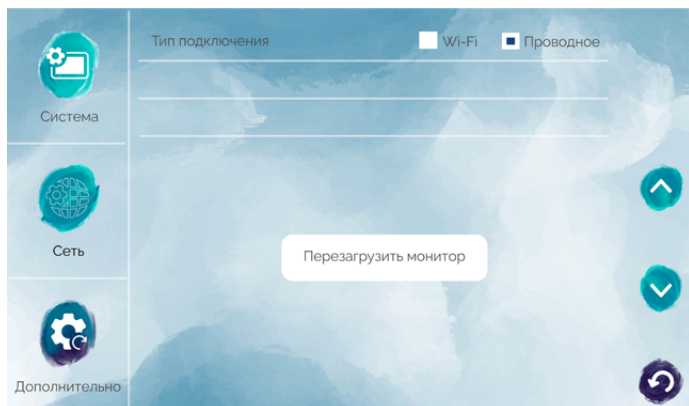 Тип подключения
Wi-Fi
Проводное
Система
Сеть
Перезагрузить монитор
Дополнительно